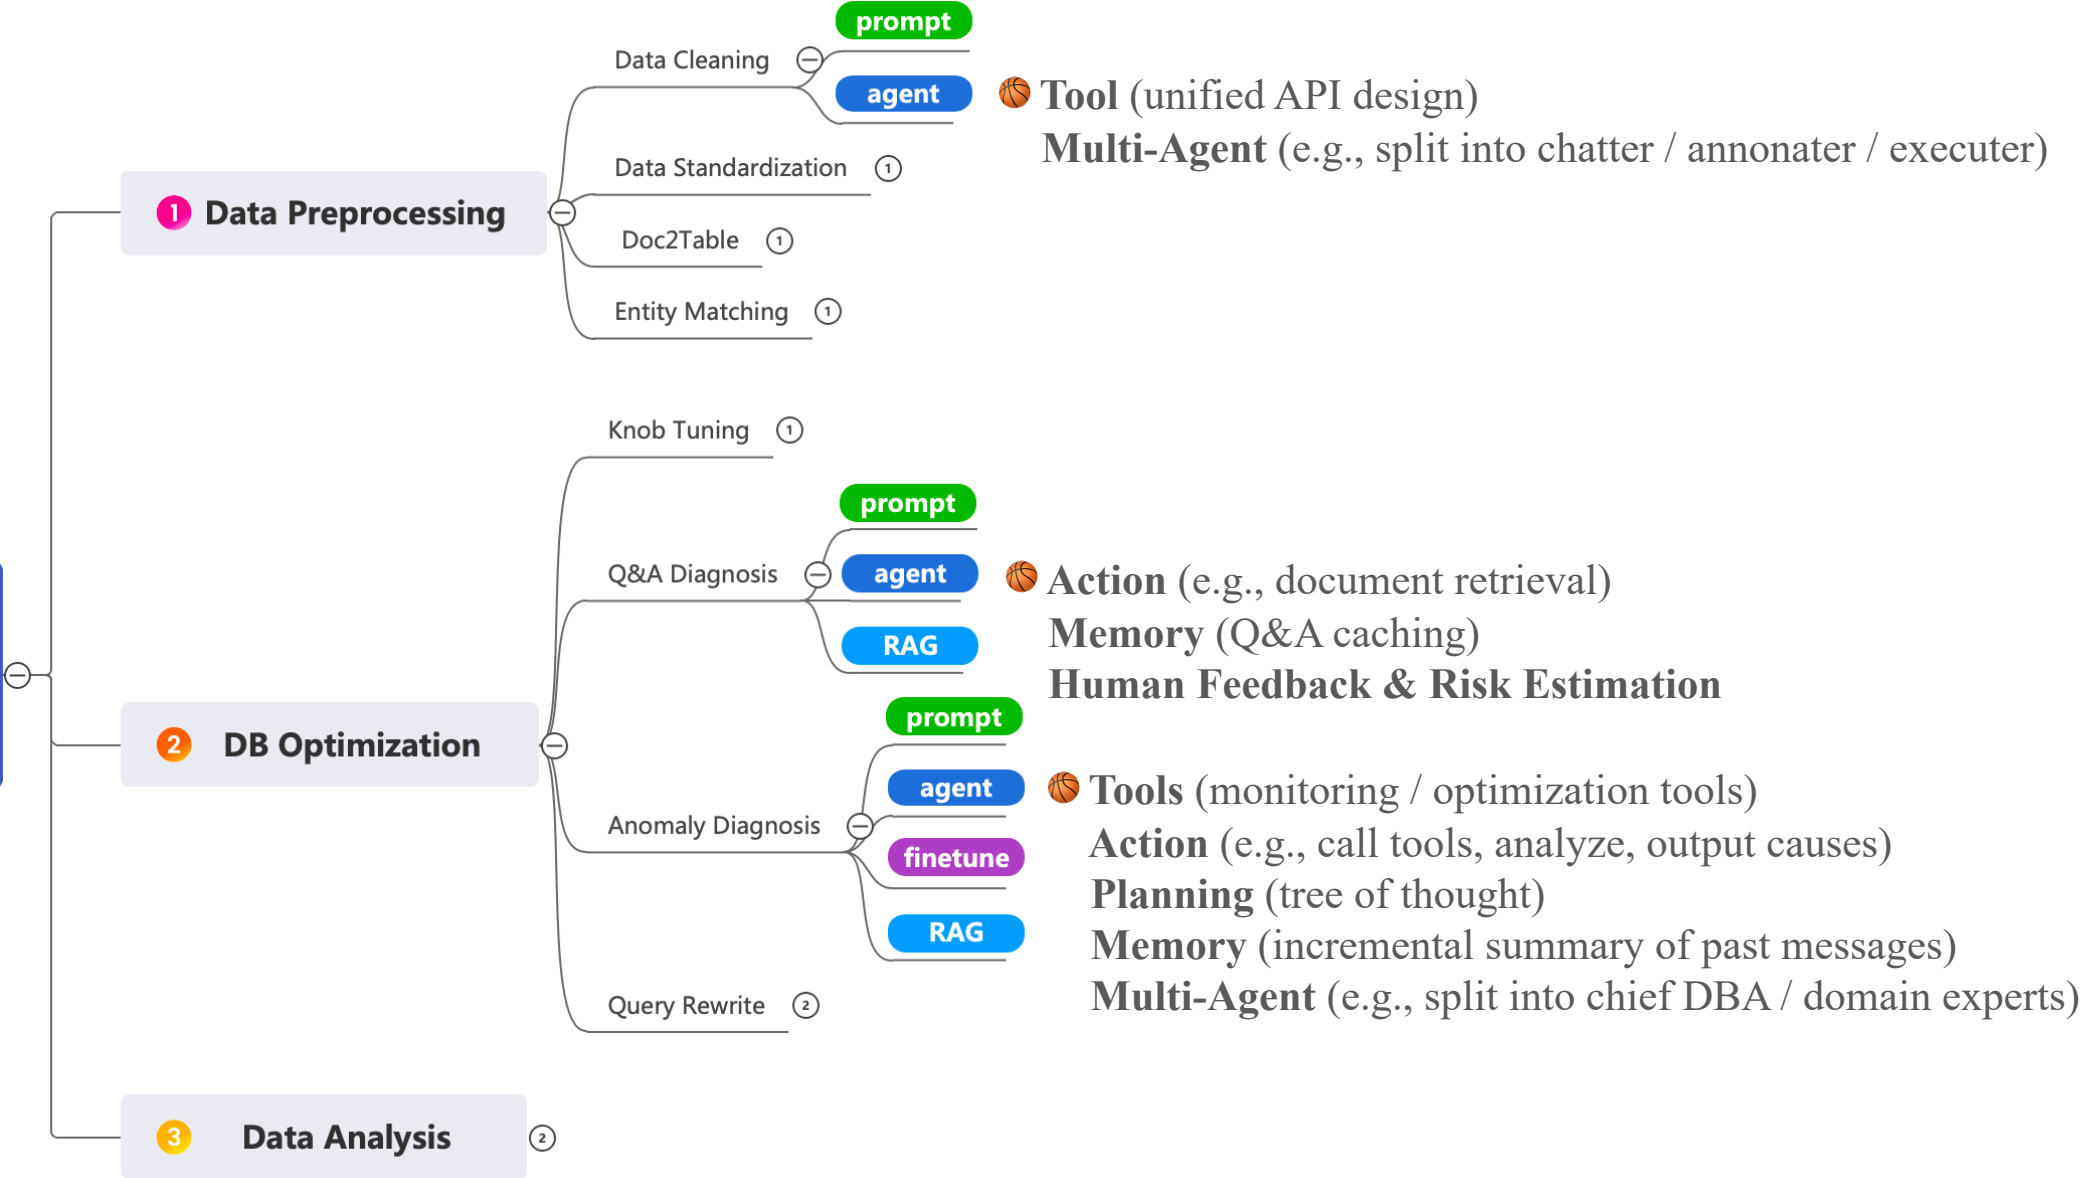 prompt
Data Cleaning
agent
Tool (unified API design)
Multi-Agent (e.g., split into chatter / annonater / executer)
Data Standardization 1
1 Data Preprocessing
Doc2Table 1
Entity Matching 1
Knob Tuning 1
prompt
Q&A Diagnosis
agent
Action (e.g., document retrieval)
Memory (Q&A caching)
RAG
Human Feedback & Risk Estimation
prompt
2 DB Optimization
agent
Tools (monitoring / optimization tools)
Anomaly Diagnosis
Action (e.g., call tools, analyze, output causes)
finetune
Planning (tree of thought)
RAG
Memory (incremental summary of past messages)
Multi-Agent (e.g., split into chief DBA / domain experts)
Query Rewrite 2
3 Data Analysis 2